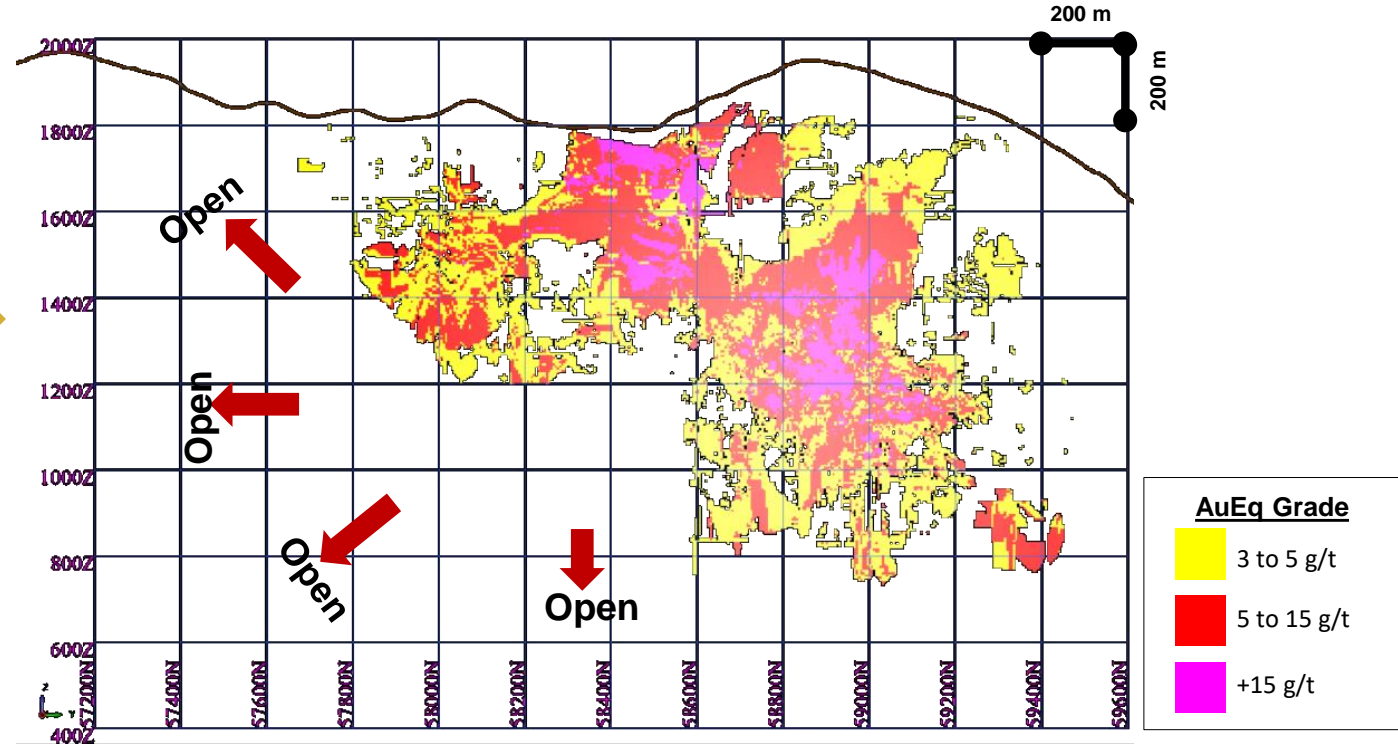 200 m
200 m
2000Z
1800Z
1600Z
1400Z
1200Z
1000Z
800Z
600Z
400Z
Open
Open
Open
Open
57200N
57400N
57600N
57800N
58000N
58200N
58400N
58600N
58800N
59000N
59200N
59400N
59600N
Z
Y
AuEq Grade
3 to 5 g/t
5 to 15 g/t
+15 g/t